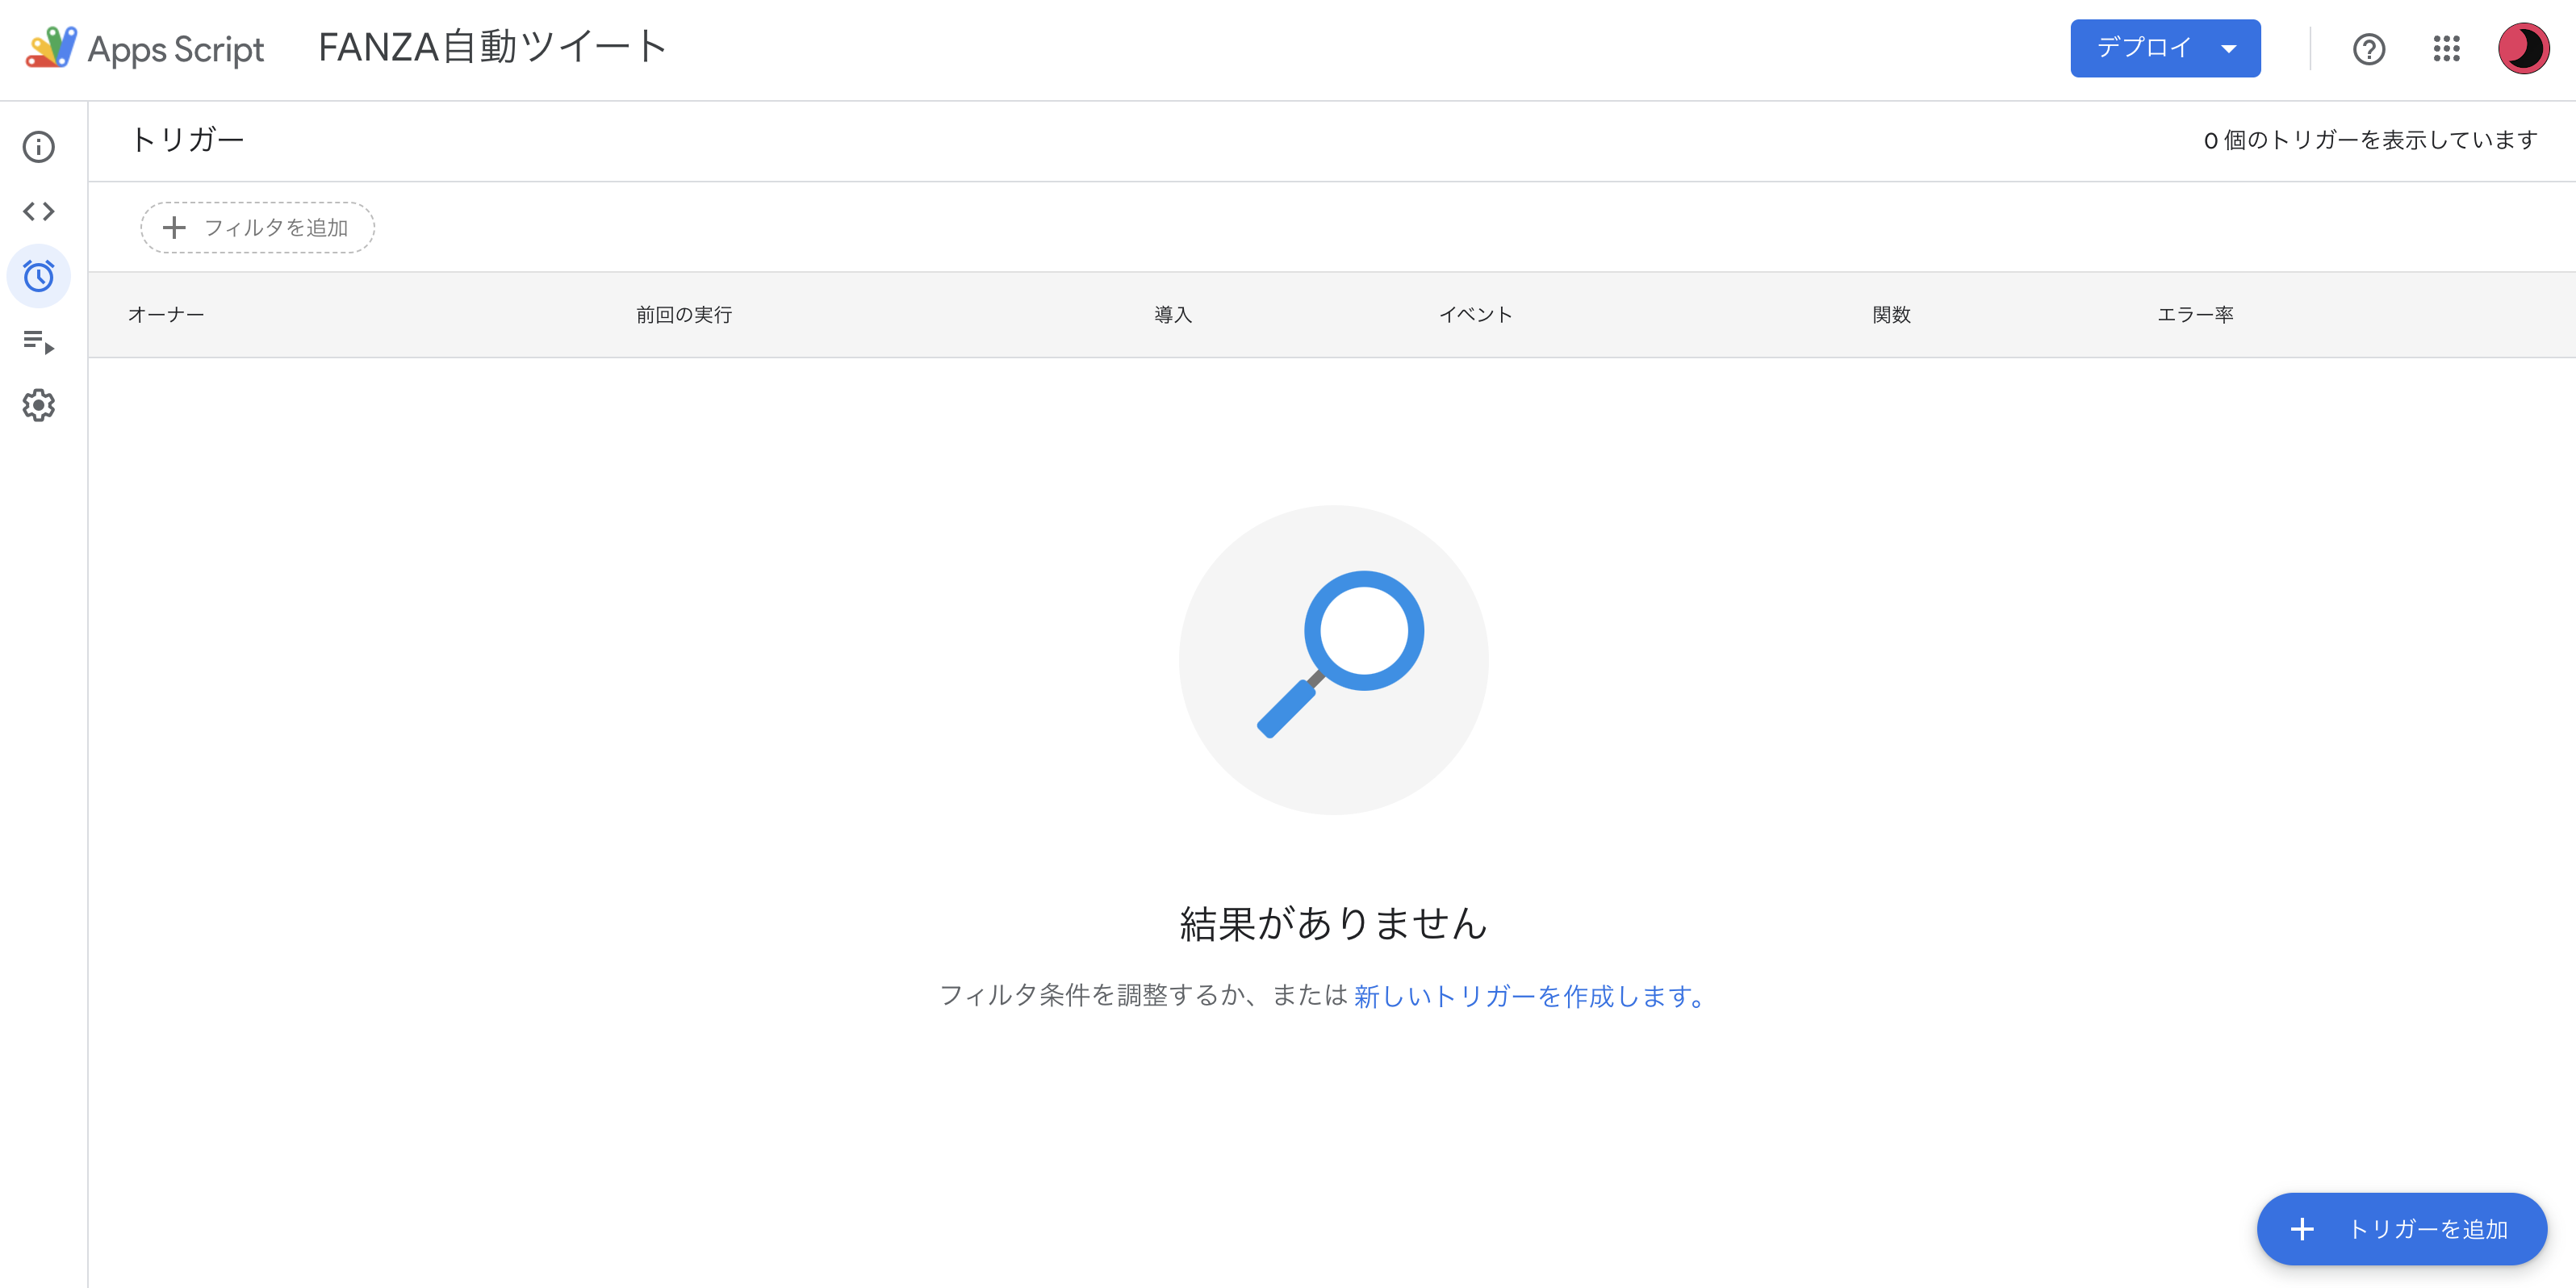 Apps Script
FANZA自動ツイート
デプロイ
トリガー
0 個のトリガーを表示しています
フィルタを追加
オーナー 前回の実行 導入 イベント 関数 エラー率
結果がありません
フィルタ条件を調整するか、または 新しいトリガーを作成します。
トリガーを追加